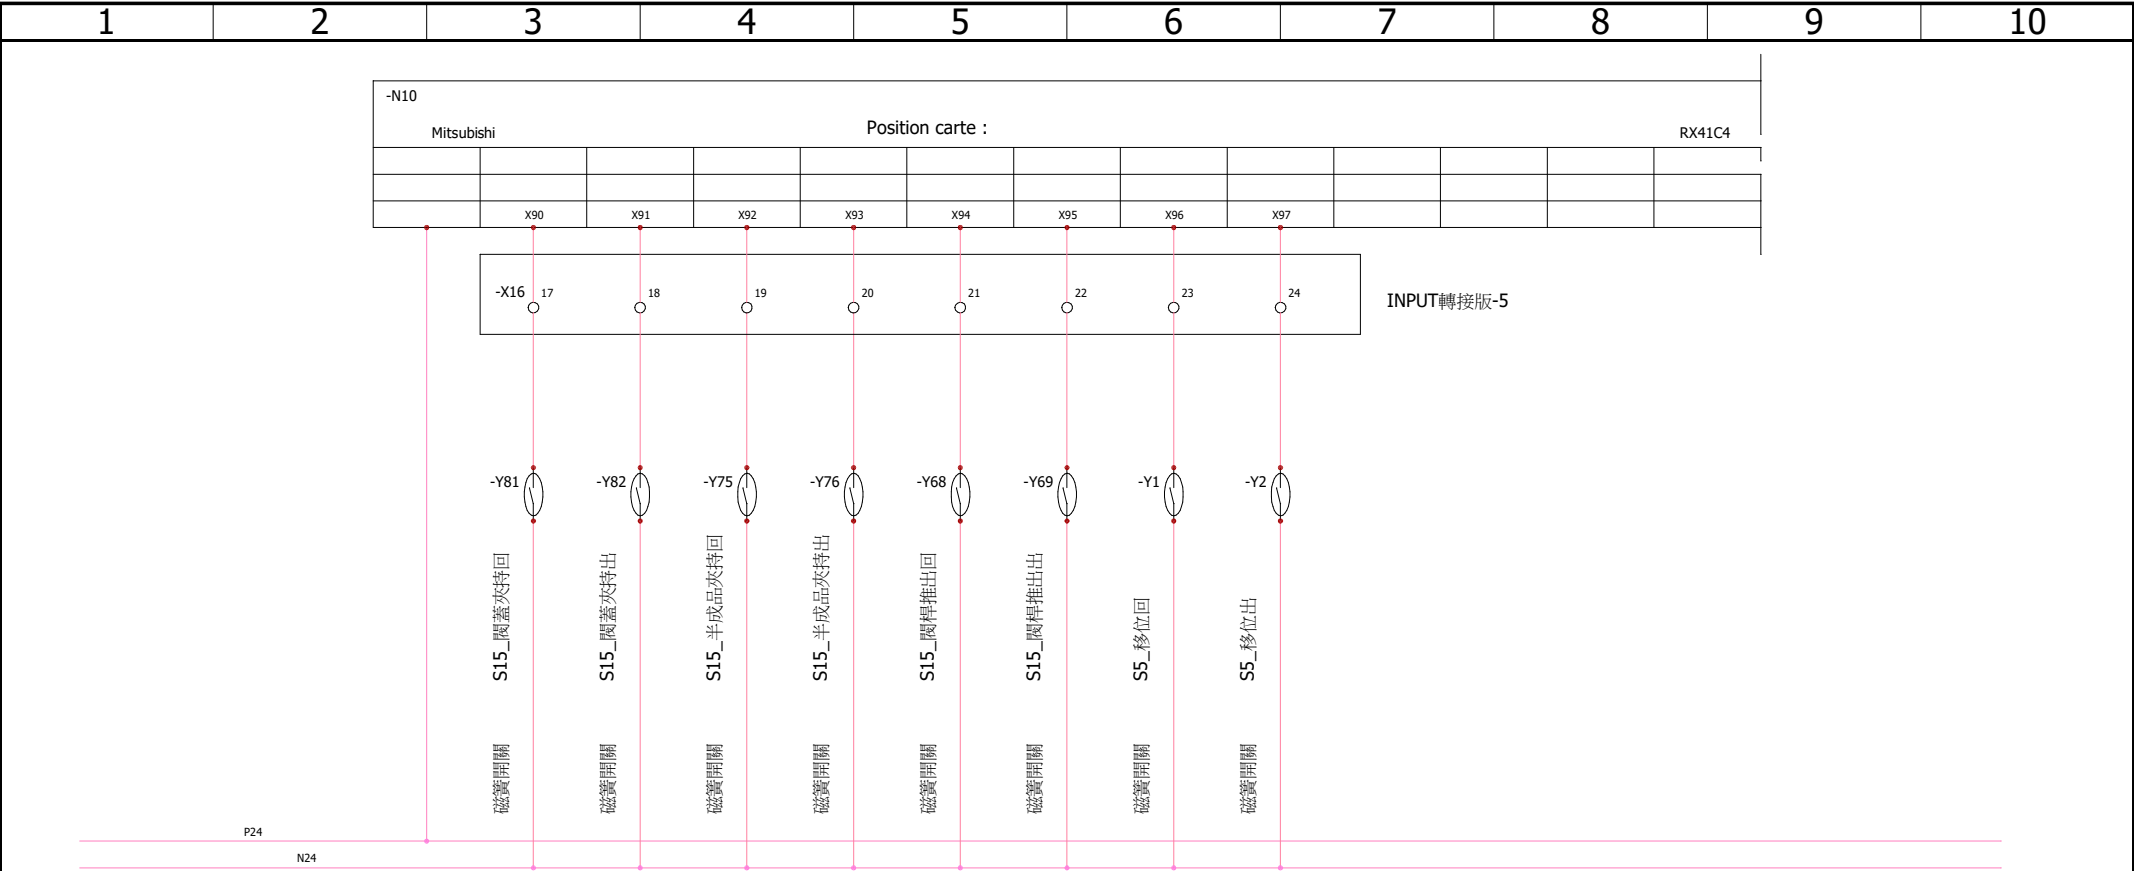 1 2 3 4 5 6 7 8 9 10
-N10
Mitsubishi Position carte : RX41C4
X90 X91 X92 X93 X94 X95 X96 X97
-X16 17 18 19 20 21 22 23 24 INPUT轉接版-5
-Y81 -Y82 -Y75 -Y76 -Y68 -Y69 -Y1 -Y2
S15_閥蓋夾持回
S15_閥蓋夾持出
S15_半成品夾持回
S15_半成品夾持出
S15_閥桿推出回
S15_閥桿推出出
S5_移位回
S5_移位出
磁簧開關
磁簧開關
磁簧開關
磁簧開關
磁簧開關
磁簧開關
磁簧開關
磁簧開關
P24
N24